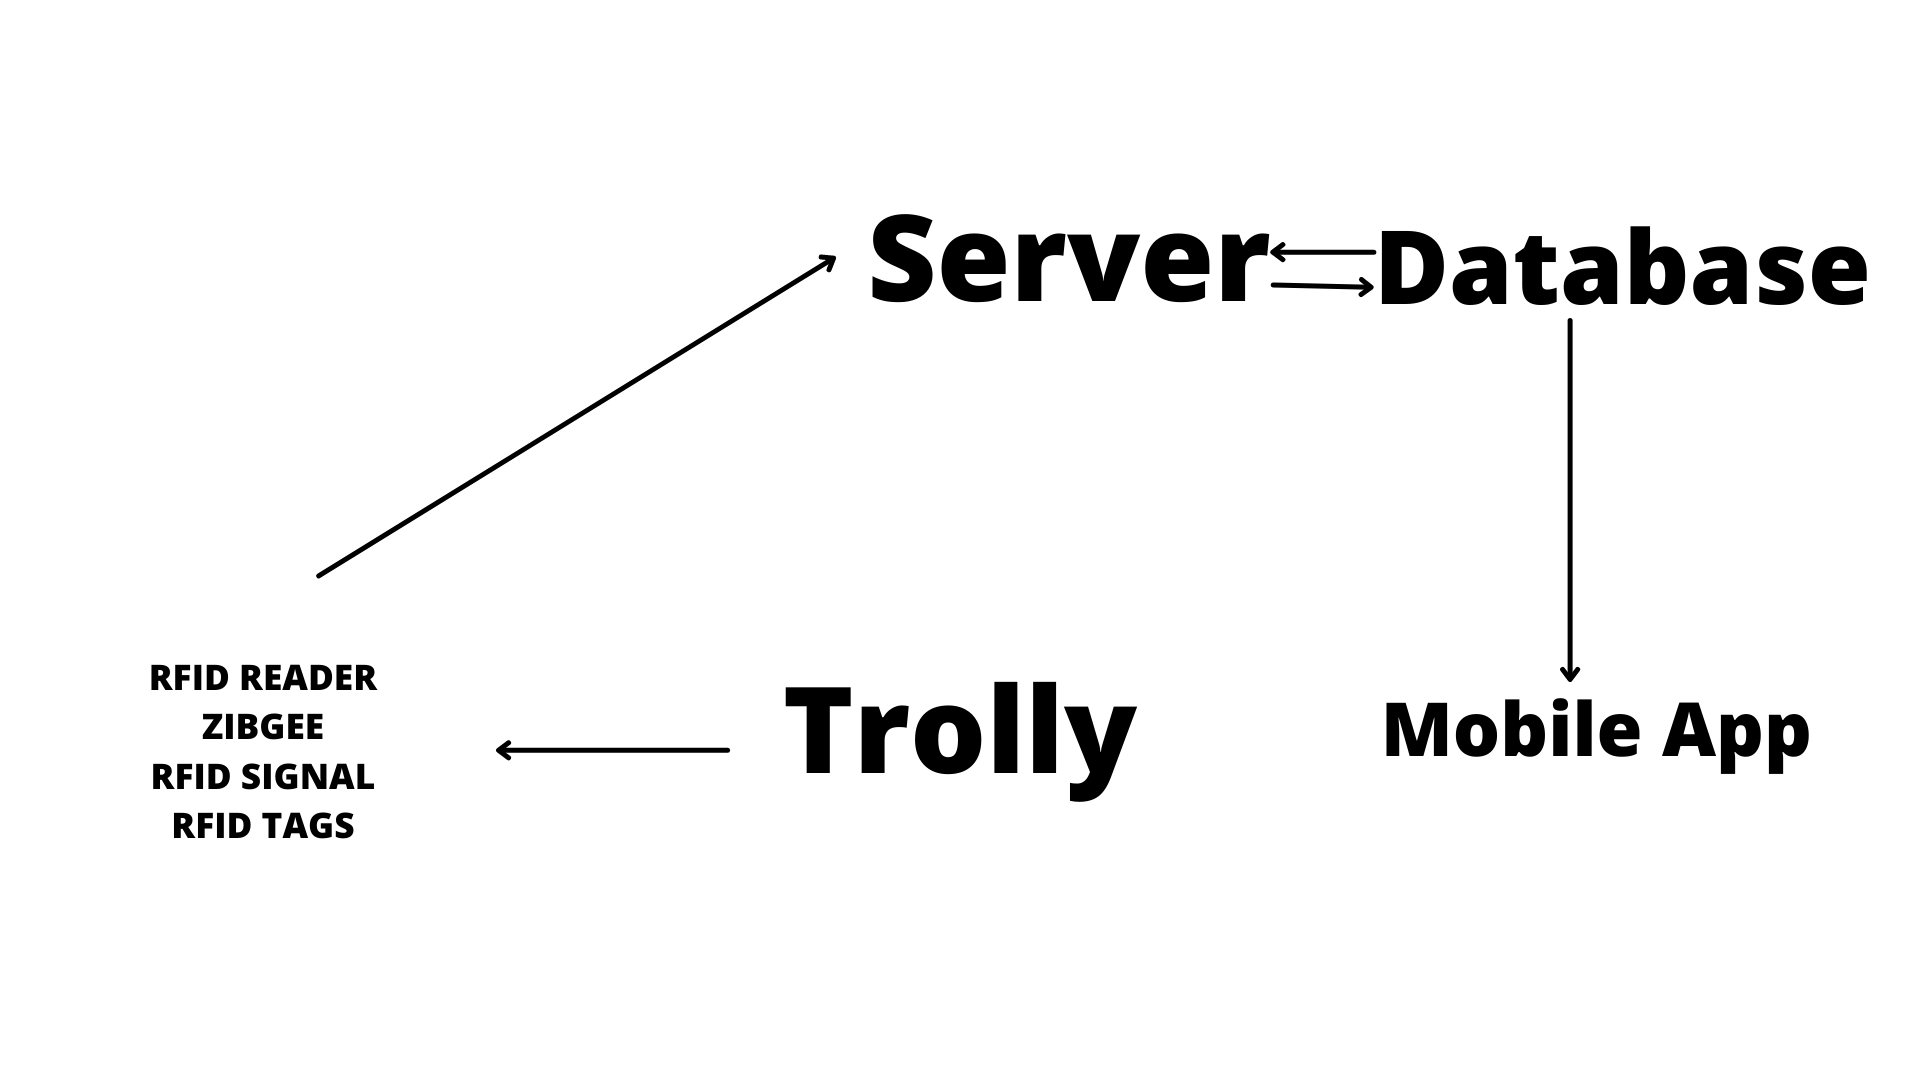 Server
Database
RFID READER
ZIBGEE
RFID SIGNAL
RFID TAGS
Trolly
Mobile App